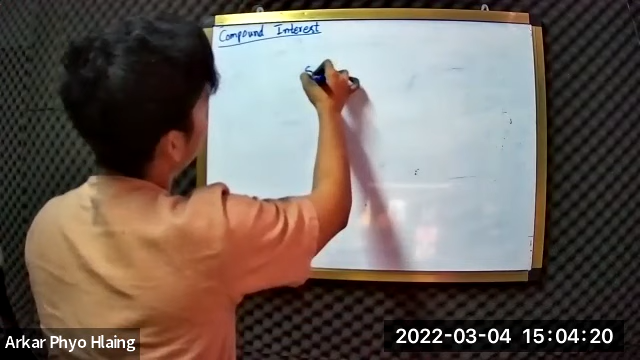 Compound Interest
Arkar Phyo Hlaing
2022-03-04 15:04:20